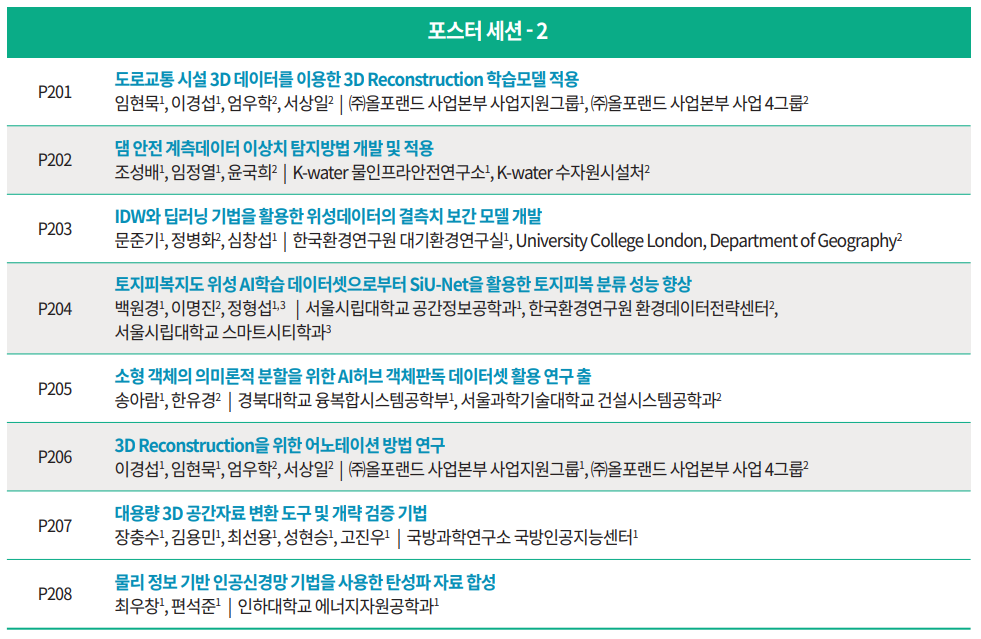 포스터 세션 - 2
P201
도로교통 시설 3D 데이터를 이용한 3D Reconstruction 학습모델 적용
임현묵¹, 이경섭¹, 엄우학², 서상일² | ㈜올포랜드 사업본부 사업지원그룹¹, ㈜올포랜드 사업본부 사업 4그룹²
P202
댐 안전 계측데이터 이상치 탐지방법 개발 및 적용
조성배¹, 임정열¹, 윤국희² | K-water 물인프라안전연구소¹, K-water 수자원시설처²
P203
IDW와 딥러닝 기법을 활용한 위성데이터의 결측치 보간 모델 개발
문준기¹, 정병화², 심창섭¹ | 한국환경연구원 대기환경연구실¹, University College London, Department of Geography²
P204
토지피복지도 위성 AI학습 데이터셋으로부터 SiU-Net을 활용한 토지피복 분류 성능 향상
백원경¹, 이명진², 정형섭¹,³ | 서울시립대학교 공간정보공학과¹, 한국환경연구원 환경데이터전략센터²,
서울시립대학교 스마트시티학과³
P205
소형 객체의 의미론적 분할을 위한 AI허브 객체판독 데이터셋 활용 연구 출
송아람¹, 한유경² | 경북대학교 융복합시스템공학부¹, 서울과학기술대학교 건설시스템공학과²
P206
3D Reconstruction을 위한 어노테이션 방법 연구
이경섭¹, 임현묵¹, 엄우학², 서상일² | ㈜올포랜드 사업본부 사업지원그룹¹, ㈜올포랜드 사업본부 사업 4그룹²
P207
대용량 3D 공간자료 변환 도구 및 개략 검증 기법
장충수¹, 김용민¹, 최선용¹, 성현승¹, 고진우¹ | 국방과학연구소 국방인공지능센터¹
P208
물리 정보 기반 인공신경망 기법을 사용한 탄성파 자료 합성
최우창¹, 편석준¹ | 인하대학교 에너지자원공학과¹